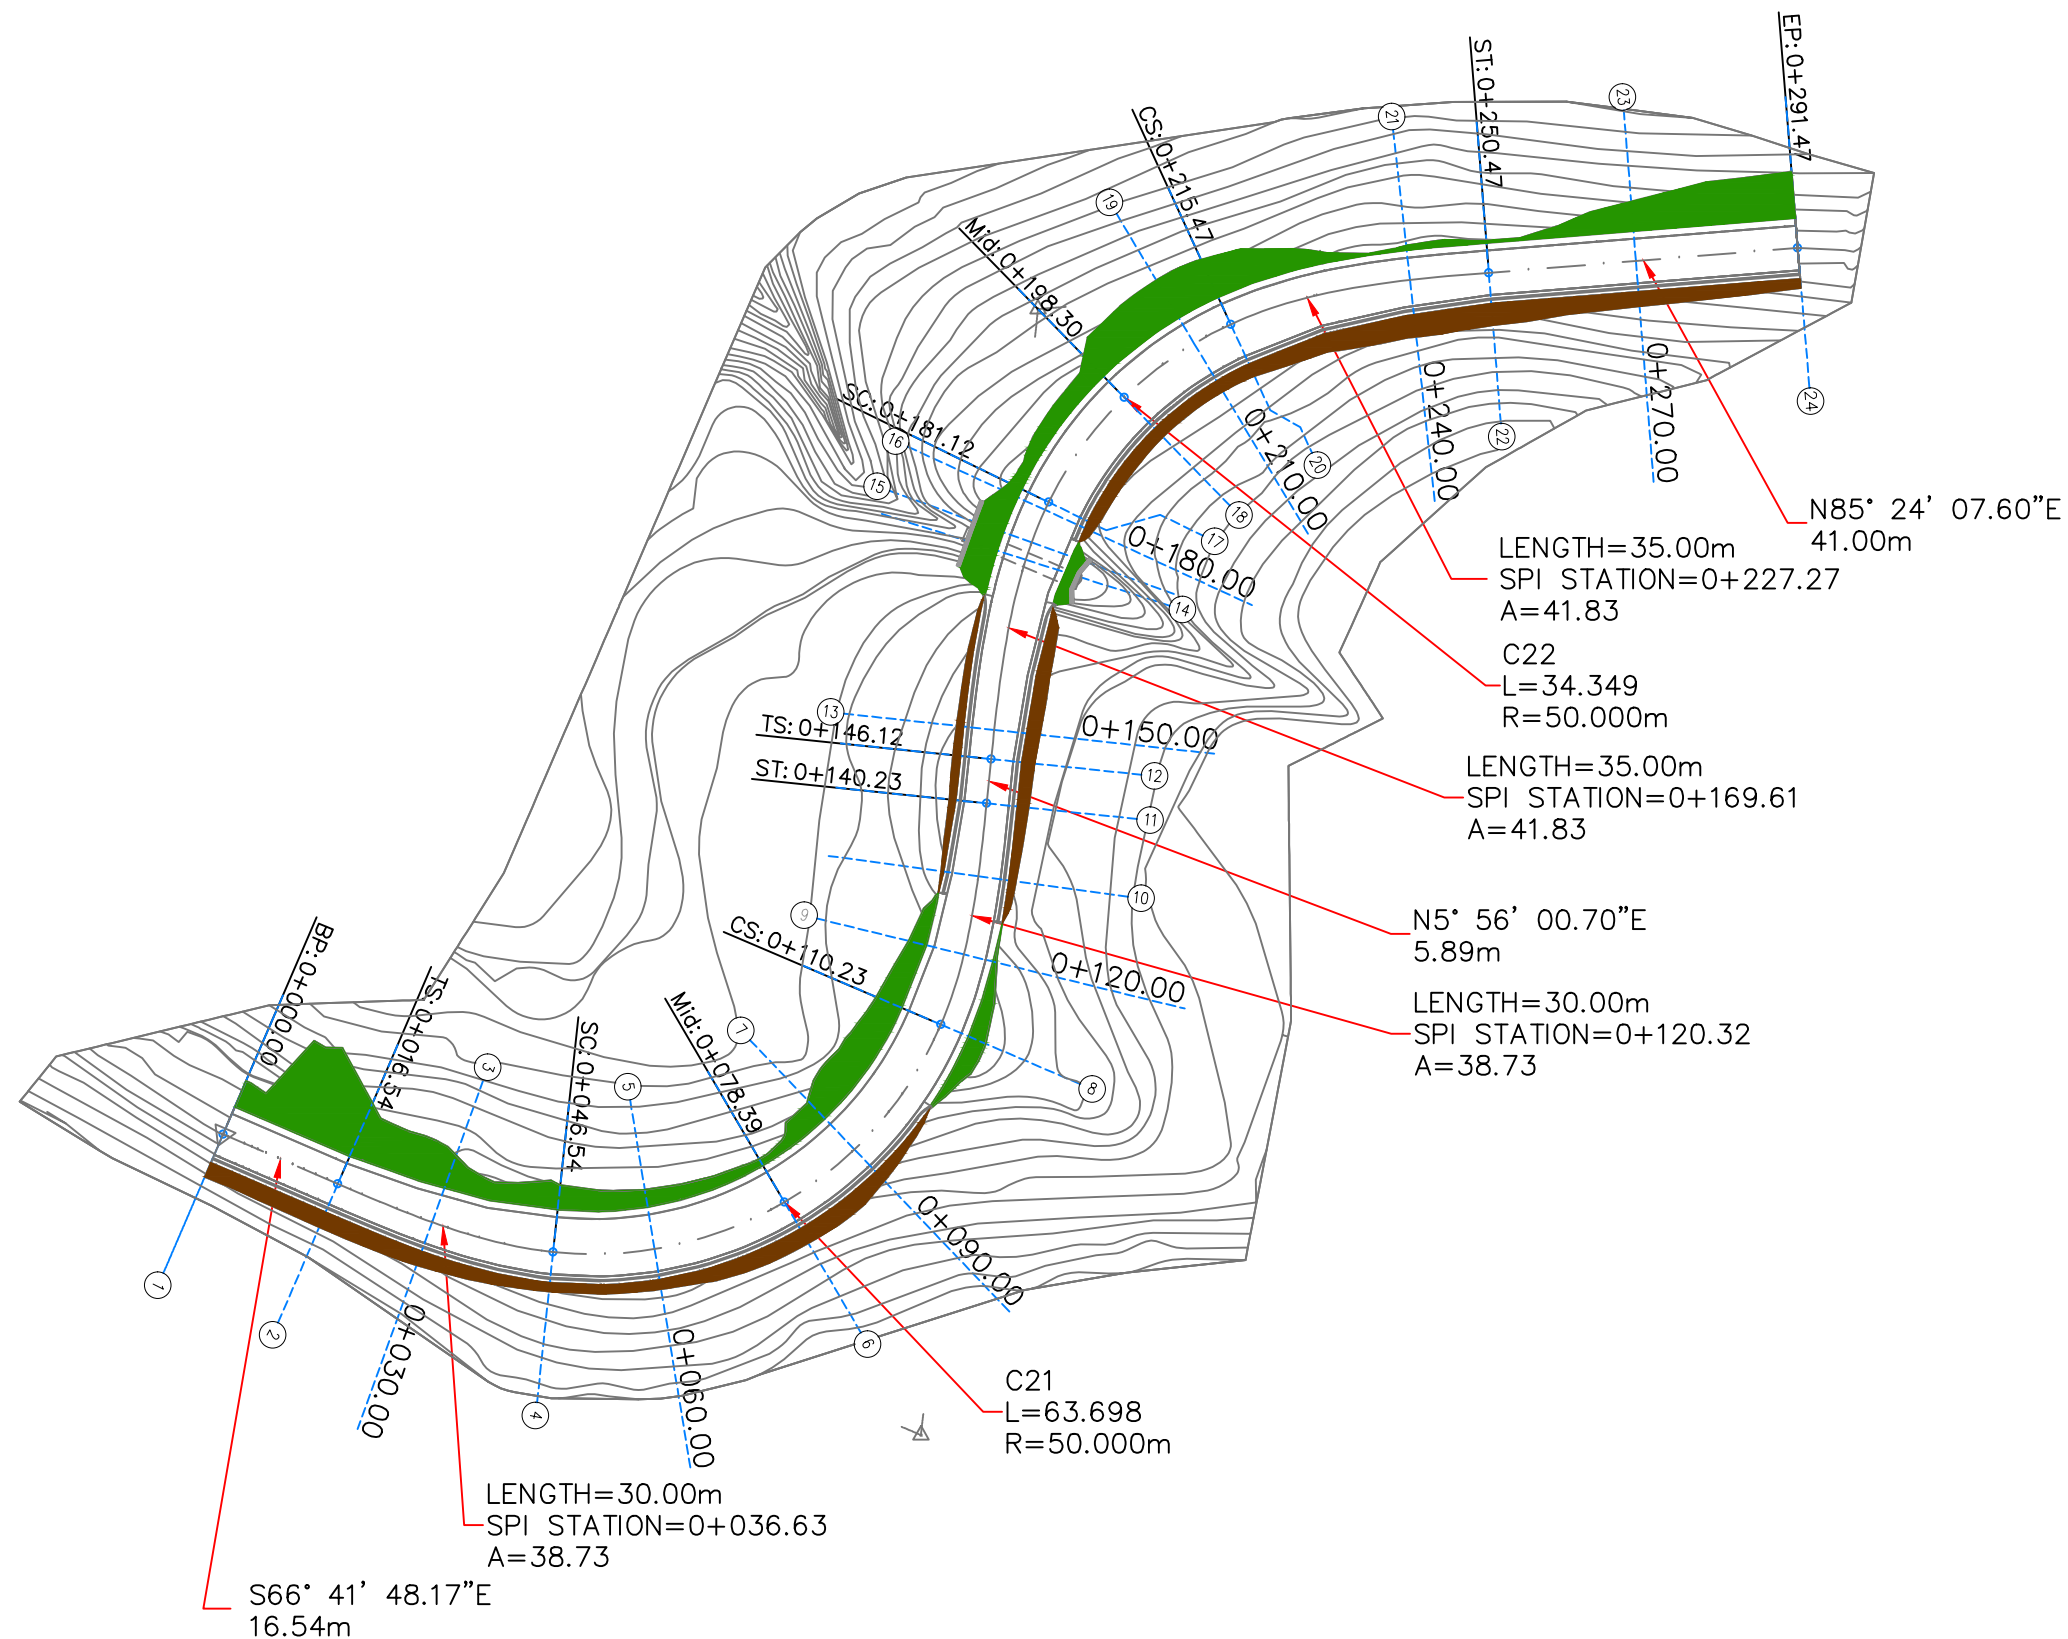 EP:0+291.47
ST:0+250.47
23
21
CS:0+215.47
19
Mid:0+198.30
SC:0+181.12
16
15
0+270.00
24
0+240.00
22
0+210.00
20
18
17
0+180.00
14
N85° 24' 07.60"E
41.00m
LENGTH=35.00m
SPI STATION=0+227.27
A=41.83
C22
L=34.349
R=50.000m
13
TS:0+146.12
0+150.00
12
ST:0+140.23
11
LENGTH=35.00m
SPI STATION=0+169.61
A=41.83
10
9
CS:0+110.23
0+120.00
N5° 56' 00.70"E
5.89m
LENGTH=30.00m
SPI STATION=0+120.32
A=38.73
BP:0+000.00
TS:0+016.54
3
SC:0+046.54
5
Mid:0+078.39
7
8
1
2
0+030.00
4
0+060.00
6
0+090.00
C21
L=63.698
R=50.000m
LENGTH=30.00m
SPI STATION=0+036.63
A=38.73
S66° 41' 48.17"E
16.54m